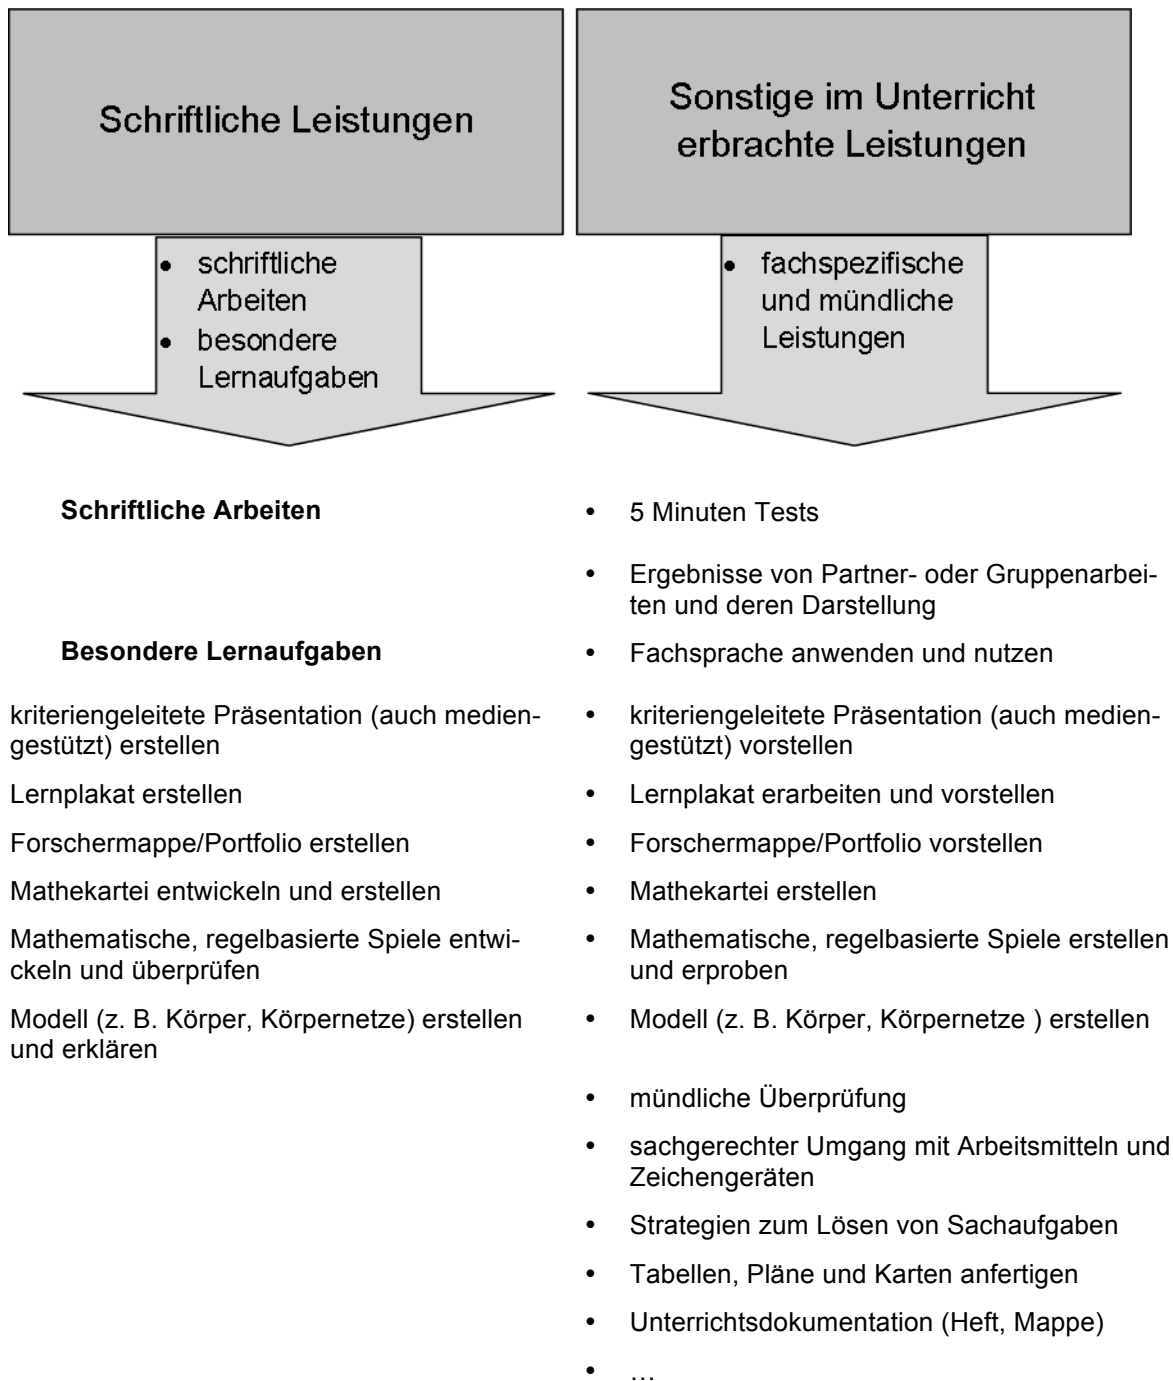 Schriftliche Leistungen
Sonstige im Unterricht
erbrachte Leistungen
• schriftliche
Arbeiten
• besondere
Lernaufgaben
• fachspezifische
und mündliche
Leistungen
Schriftliche Arbeiten
• 5 Minuten Tests
• Ergebnisse von Partner- oder Gruppenarbei-
ten und deren Darstellung
Besondere Lernaufgaben
• Fachsprache anwenden und nutzen
kriteriengeleitete Präsentation (auch medien-
gestützt) erstellen
• kriteriengeleitete Präsentation (auch medien-
gestützt) vorstellen
Lernplakat erstellen
• Lernplakat erarbeiten und vorstellen
Forschermappe/Portfolio erstellen
• Forschermappe/Portfolio vorstellen
Mathekartei entwickeln und erstellen
• Mathekartei erstellen
Mathematische, regelbasierte Spiele entwi-
ckeln und überprüfen
• Mathematische, regelbasierte Spiele erstellen
und erproben
Modell (z. B. Körper, Körpernetze) erstellen
und erklären
• Modell (z. B. Körper, Körpernetze ) erstellen
• mündliche Überprüfung
• sachgerechter Umgang mit Arbeitsmitteln und
Zeichengeräten
• Strategien zum Lösen von Sachaufgaben
• Tabellen, Pläne und Karten anfertigen
• Unterrichtsdokumentation (Heft, Mappe)
• …